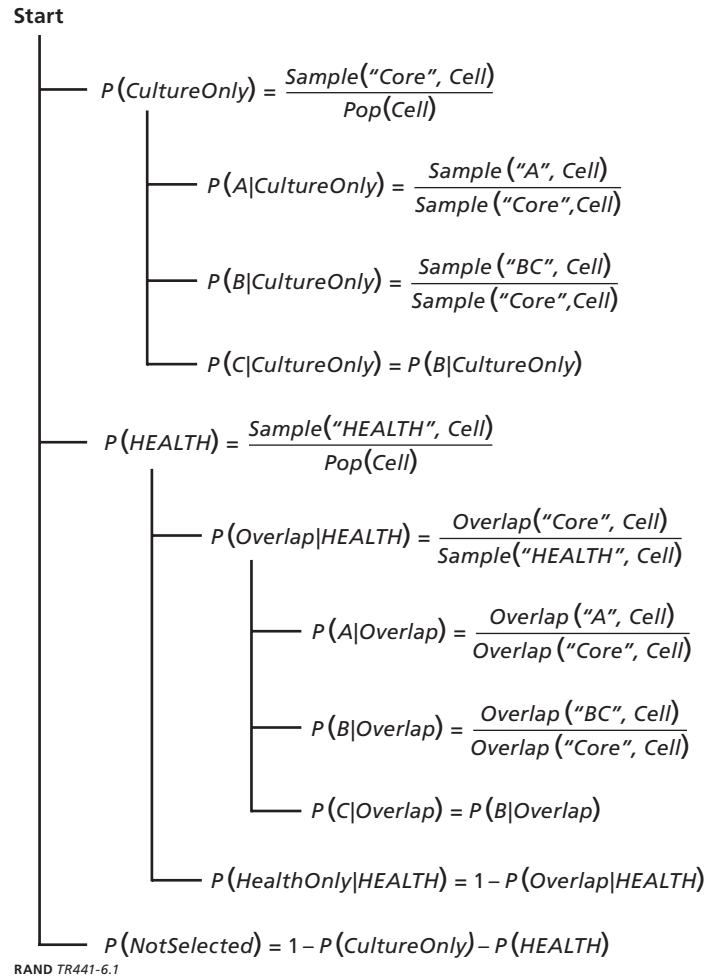 Start
P(CultureOnly) = Sample("Core", Cell) / Pop(Cell)
P(A|CultureOnly) = Sample ("A", Cell) / Sample ("Core",Cell)
P(B|CultureOnly) = Sample ("BC", Cell) / Sample ("Core",Cell)
P(C|CultureOnly) = P(B|CultureOnly)
P(HEALTH) = Sample("HEALTH", Cell) / Pop(Cell)
P(Overlap|HEALTH) = Overlap("Core", Cell) / Sample("HEALTH", Cell)
P(A|Overlap) = Overlap ("A", Cell) / Overlap ("Core", Cell)
P(B|Overlap) = Overlap ("BC", Cell) / Overlap ("Core", Cell)
P(C|Overlap) = P(B|Overlap)
P(HealthOnly|HEALTH) = 1 – P(Overlap|HEALTH)
P(NotSelected) = 1 – P(CultureOnly) – P(HEALTH)
RAND TR441-6.1